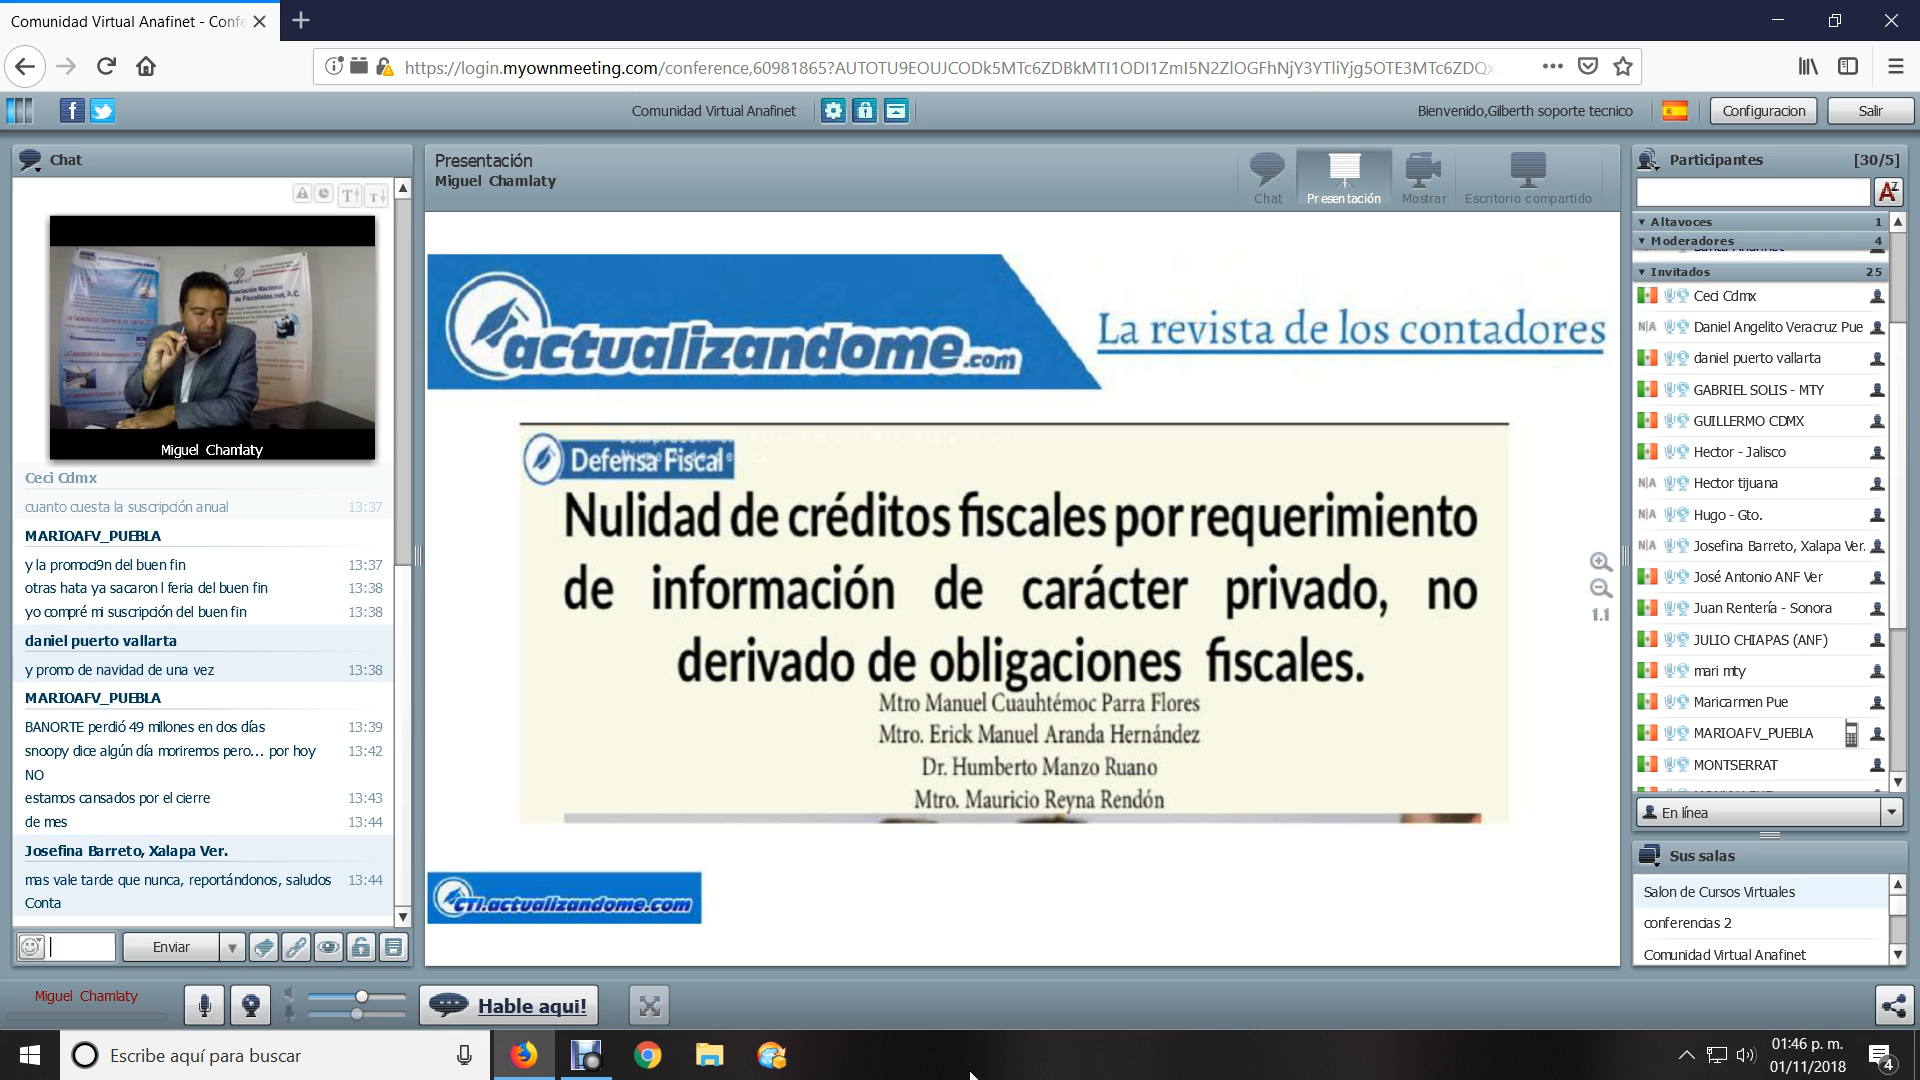 Comunidad Virtual Anafinet - Confe
https://login.myownmeeting.com/conference,60981865?AUTOTU9EOUJCODk5MTc6ZDBkMTI1ODI1ZmI5N2ZlOGFhNjY3YTliYjg5OTE3MTc6ZDQx
Comunidad Virtual Anafinet
Bienvenido,Gilberth soporte tecnico
Configuracion
Salir
Chat
Miguel Chamlaty
Ceci Cdmx
cuanto cuesta la suscripción anual 13:37
MARIOAFV_PUEBLA
y la promoci9n del buen fin 13:37
otras hata ya sacaron l feria del buen fin 13:38
yo compré mi suscripción del buen fin 13:38
daniel puerto vallarta
y promo de navidad de una vez 13:38
MARIOAFV_PUEBLA
BANORTE perdió 49 millones en dos días 13:39
snoopy dice algún día moriremos pero... por hoy 13:42
NO
estamos cansados por el cierre 13:43
de mes 13:44
Josefina Barreto, Xalapa Ver.
mas vale tarde que nunca, reportándonos, saludos 13:44
Conta
Enviar
Presentación
Miguel Chamlaty
Chat
Presentación
Mostrar
Escritorio compartido
actualizandome.com
La revista de los contadores
Defensa Fiscal
Nulidad de créditos fiscales por requerimiento
de información de carácter privado, no
derivado de obligaciones fiscales.
Mtro Manuel Cuauhtémoc Parra Flores
Mtro. Erick Manuel Aranda Hernández
Dr. Humberto Manzo Ruano
Mtro. Mauricio Reyna Rendón
CTI.actualizandome.com
1.1
Participantes [30/5]
Altavoces 1
Moderadores 4
Invitados 25
Ceci Cdmx
N|A Daniel Angelito Veracruz Pue
daniel puerto vallarta
GABRIEL SOLIS - MTY
GUILLERMO CDMX
Hector - Jalisco
N|A Hector tijuana
N|A Hugo - Gto.
N|A Josefina Barreto, Xalapa Ver.
José Antonio ANF Ver
Juan Rentería - Sonora
JULIO CHIAPAS (ANF)
mari mty
Maricarmen Pue
MARIOAFV_PUEBLA
MONTSERRAT
En línea
Sus salas
Salon de Cursos Virtuales
conferencias 2
Comunidad Virtual Anafinet
Miguel Chamlaty
Hable aqui!
Escribe aquí para buscar
01:46 p. m.
01/11/2018
4